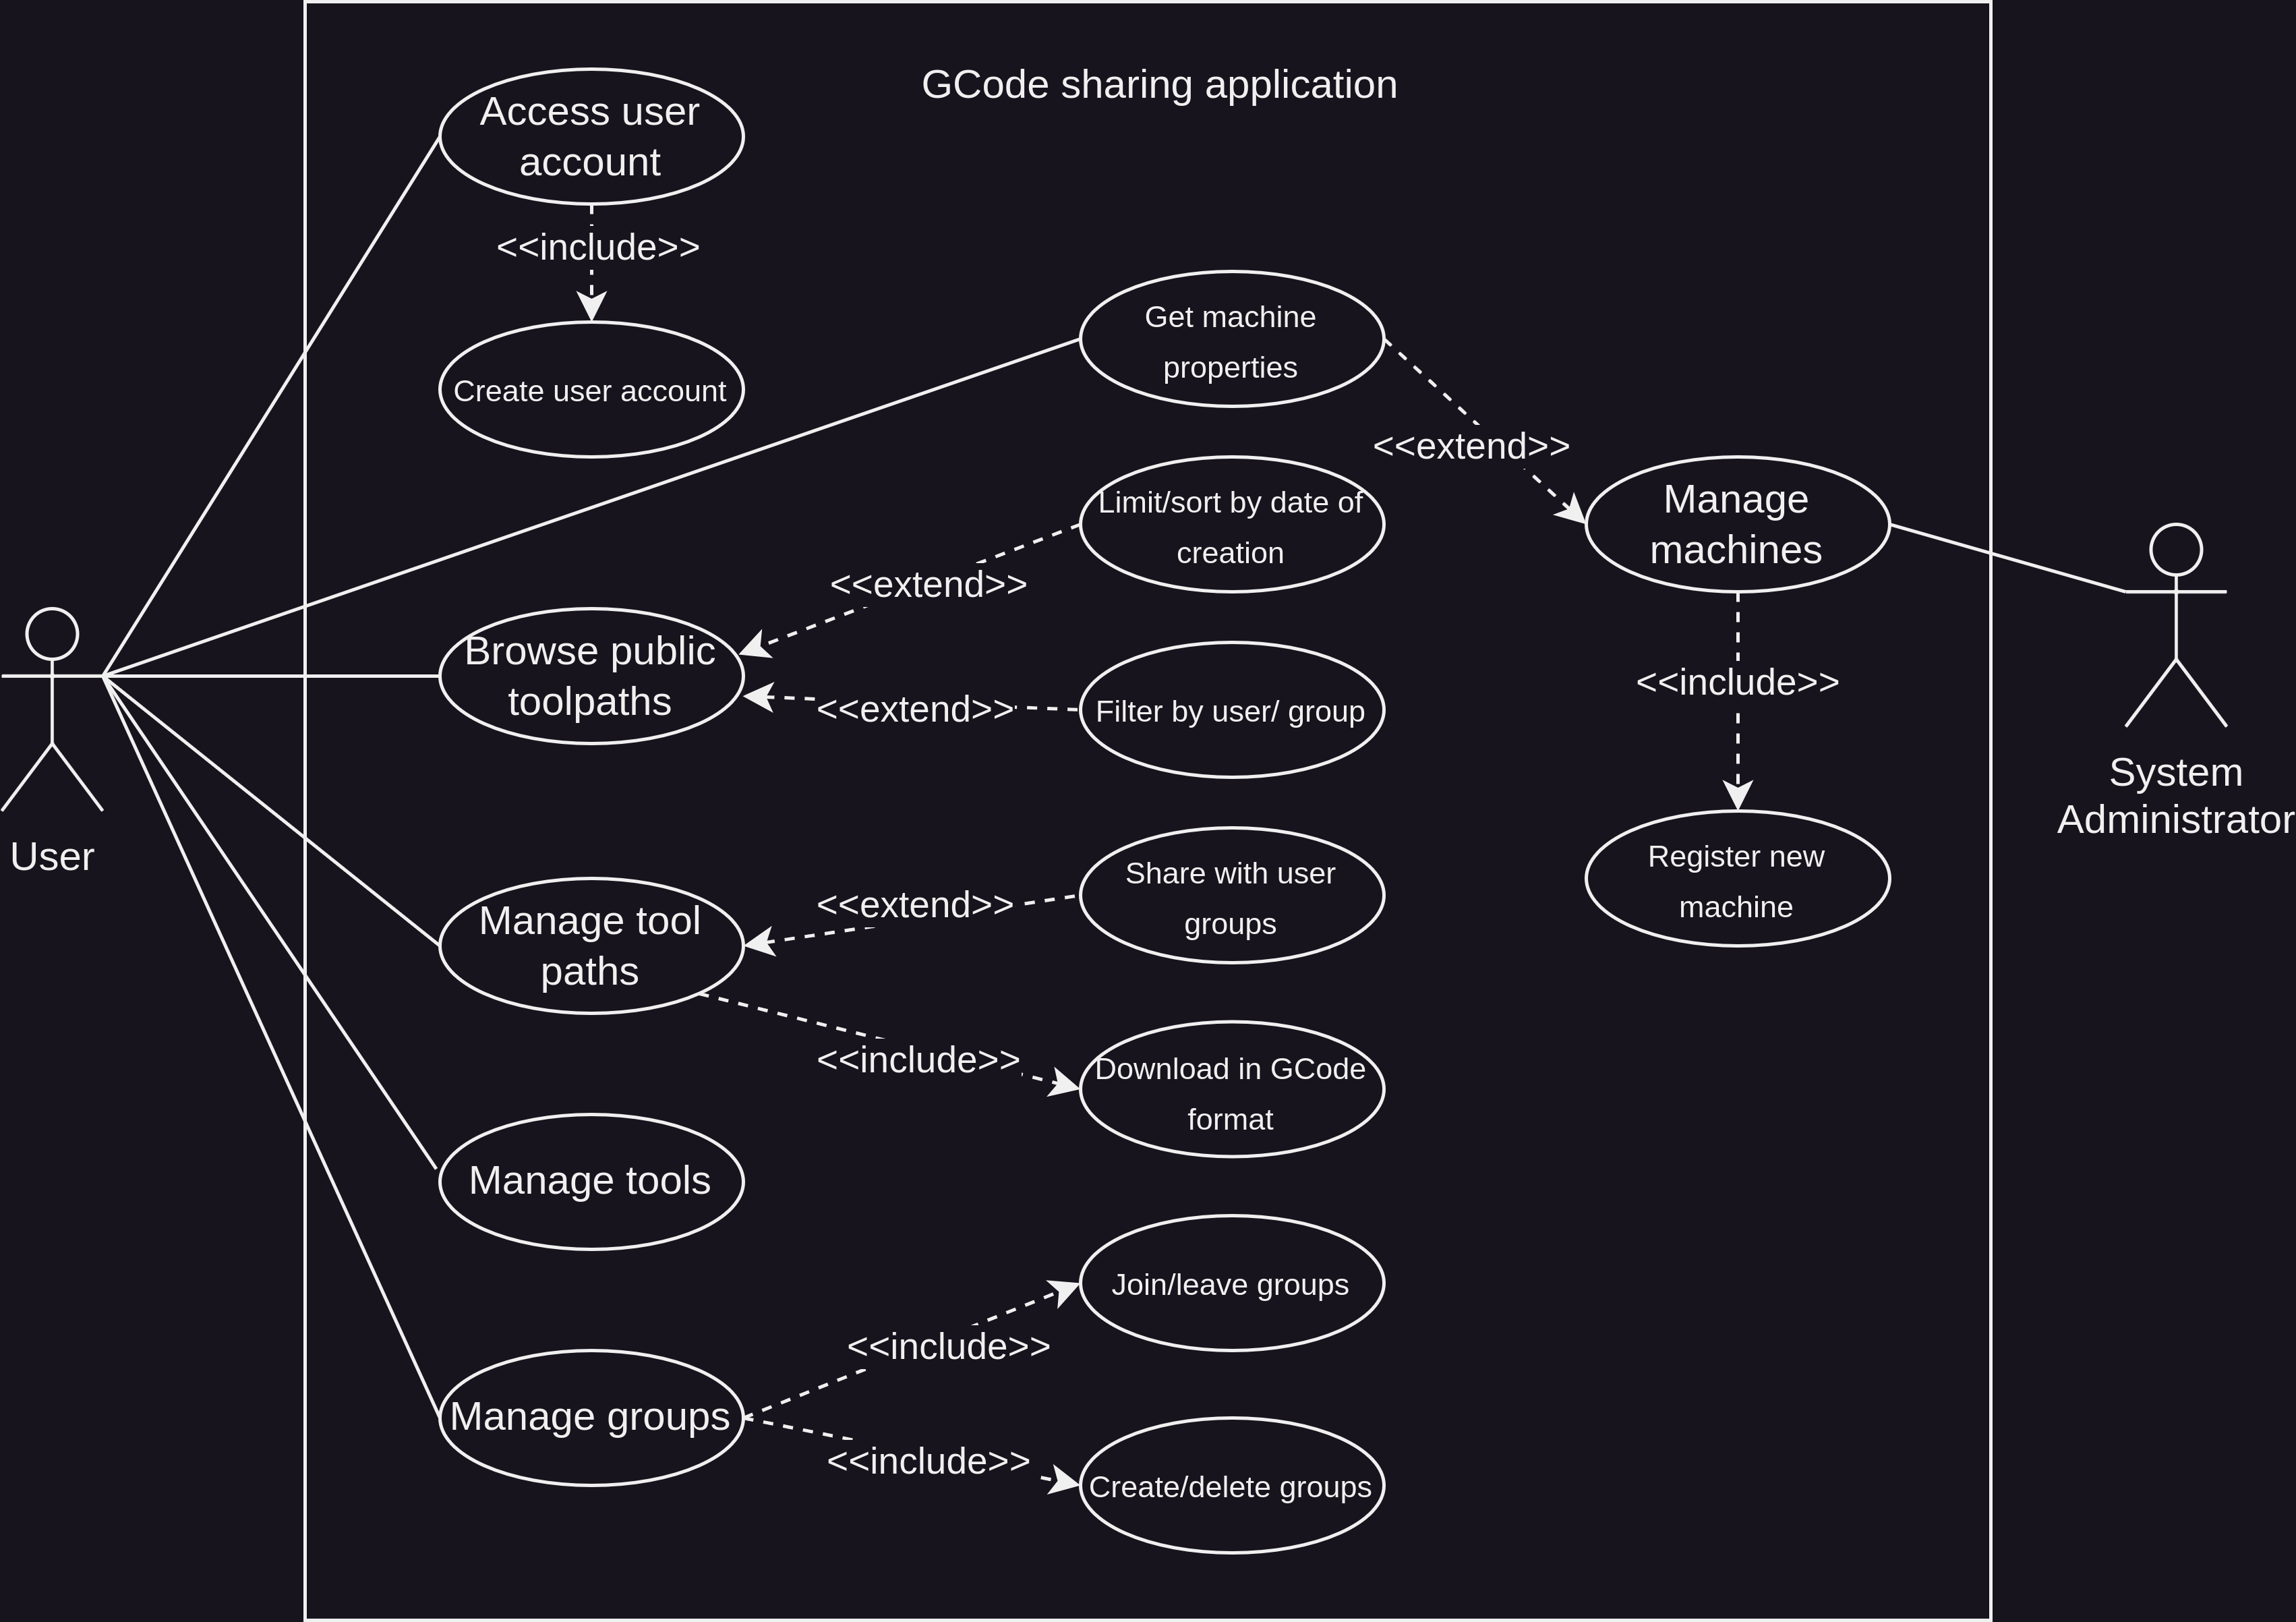 GCode sharing application
Access user
account
<<include>>
Create user account
Get machine
properties
<<extend>>
Limit/sort by date of
creation
<<extend>>
Manage
machines
Browse public
toolpaths
<<extend>>
Filter by user/ group
<<include>>
System
Administrator
User
Manage tool
paths
<<extend>>
Share with user
groups
Register new
machine
<<include>>
Download in GCode
format
Manage tools
Join/leave groups
<<include>>
Manage groups
<<include>>
Create/delete groups